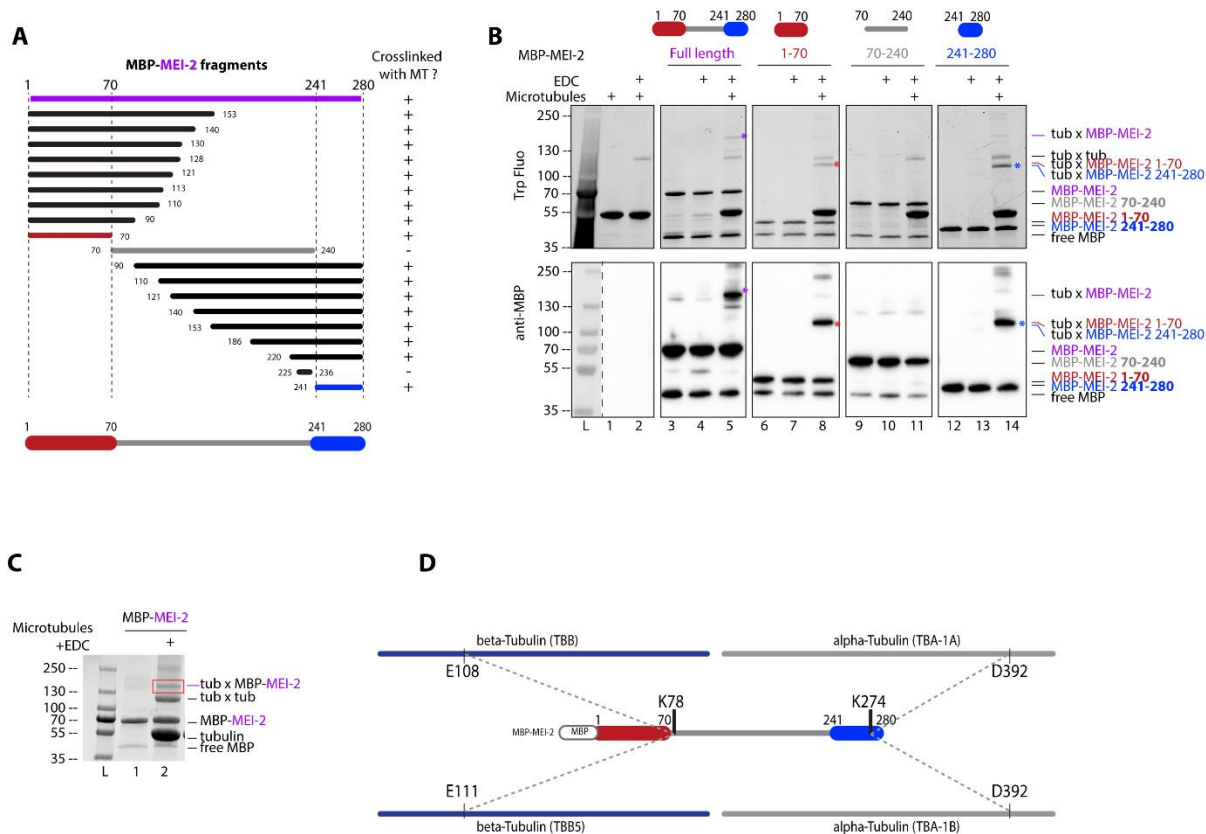 A
MBP-MEI-2 fragments
Crosslinked
with MT ?
1 70 241 280
+
153 +
140 +
130 +
128 +
121 +
113 +
110 +
90 +
70 +
70 240 -
90 +
110 +
121 +
140 +
153 +
186 +
220 +
225 236 -
241 +
1 70 241 280
B
1 70 241 280 1 70 70 240 241 280
MBP-MEI-2 Full length 1-70 70-240 241-280
EDC + + + + + + + + +
Microtubules + + + + + +
Trp Fluo
250 --
130 --
100 --
70 --
55 --
35 --
*
*
*
tub x MBP-MEI-2
tub x tub
tub x MBP-MEI-2 1-70
tub x MBP-MEI-2 241-280
MBP-MEI-2
MBP-MEI-2 70-240
MBP-MEI-2 1-70
MBP-MEI-2 241-280
free MBP
anti-MBP
250 --
130 --
100 --
70 --
55 --
35 --
*
*
*
tub x MBP-MEI-2
tub x MBP-MEI-2 1-70
tub x MBP-MEI-2 241-280
MBP-MEI-2
MBP-MEI-2 70-240
MBP-MEI-2 1-70
MBP-MEI-2 241-280
free MBP
L 1 2 3 4 5 6 7 8 9 10 11 12 13 14
C
MBP-MEI-2
Microtubules
+EDC +
250 --
130 --
100 --
70 --
55 --
35 --
tub x MBP-MEI-2
tub x tub
MBP-MEI-2
tubulin
free MBP
L 1 2
D
beta-Tubulin (TBB) alpha-Tubulin (TBA-1A)
E108 D392
K78 K274
1 70 241 280
MBP-MEI-2 MBP
E111 D392
beta-Tubulin (TBB5) alpha-Tubulin (TBA-1B)